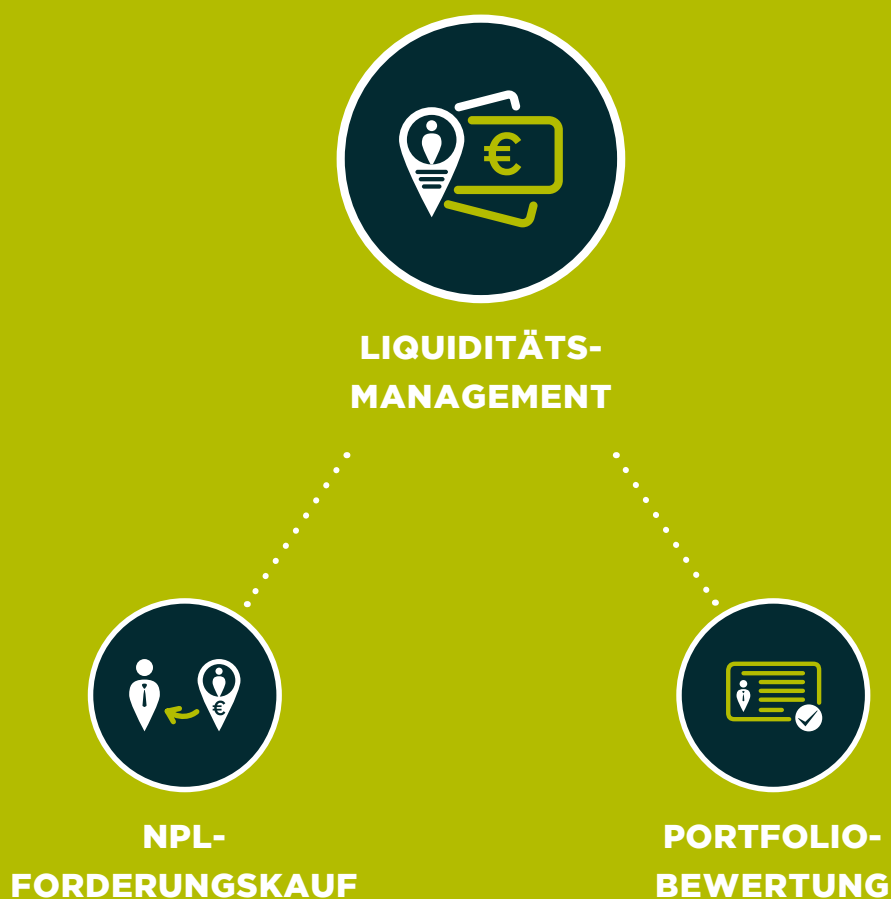 €
LIQUIDITÄTS-
MANAGEMENT
€
NPL-
FORDERUNGSKAUF
PORTFOLIO-
BEWERTUNG